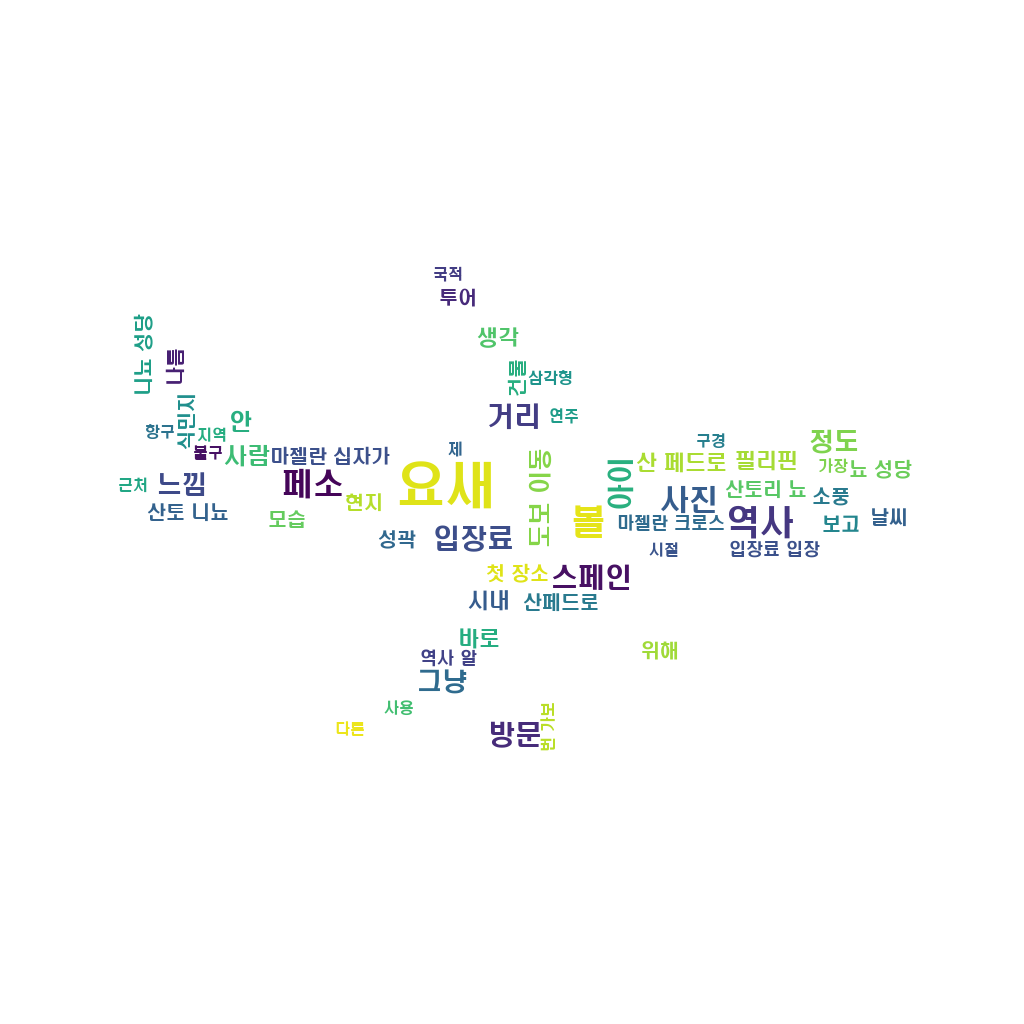 국적
투어
니뇨 성당
생각
나름
건물
삼각형
식민지
안
거리
연주
항구
지역
구경
정도
불구
사람
마젤란 십자가
제
도보 이동
아이
산 페드로
필리핀
가장
뇨 성당
근처
느낌
페소
요새
현지
사진
산토리 뇨
소풍
산토 니뇨
모습
성곽
입장료
볼
마젤란 크로스
역사
보고
날씨
시절
입장료 입장
첫 장소
스페인
시내
산페드로
바로
위해
역사 알
그냥
사용
다른
방문
번 가보